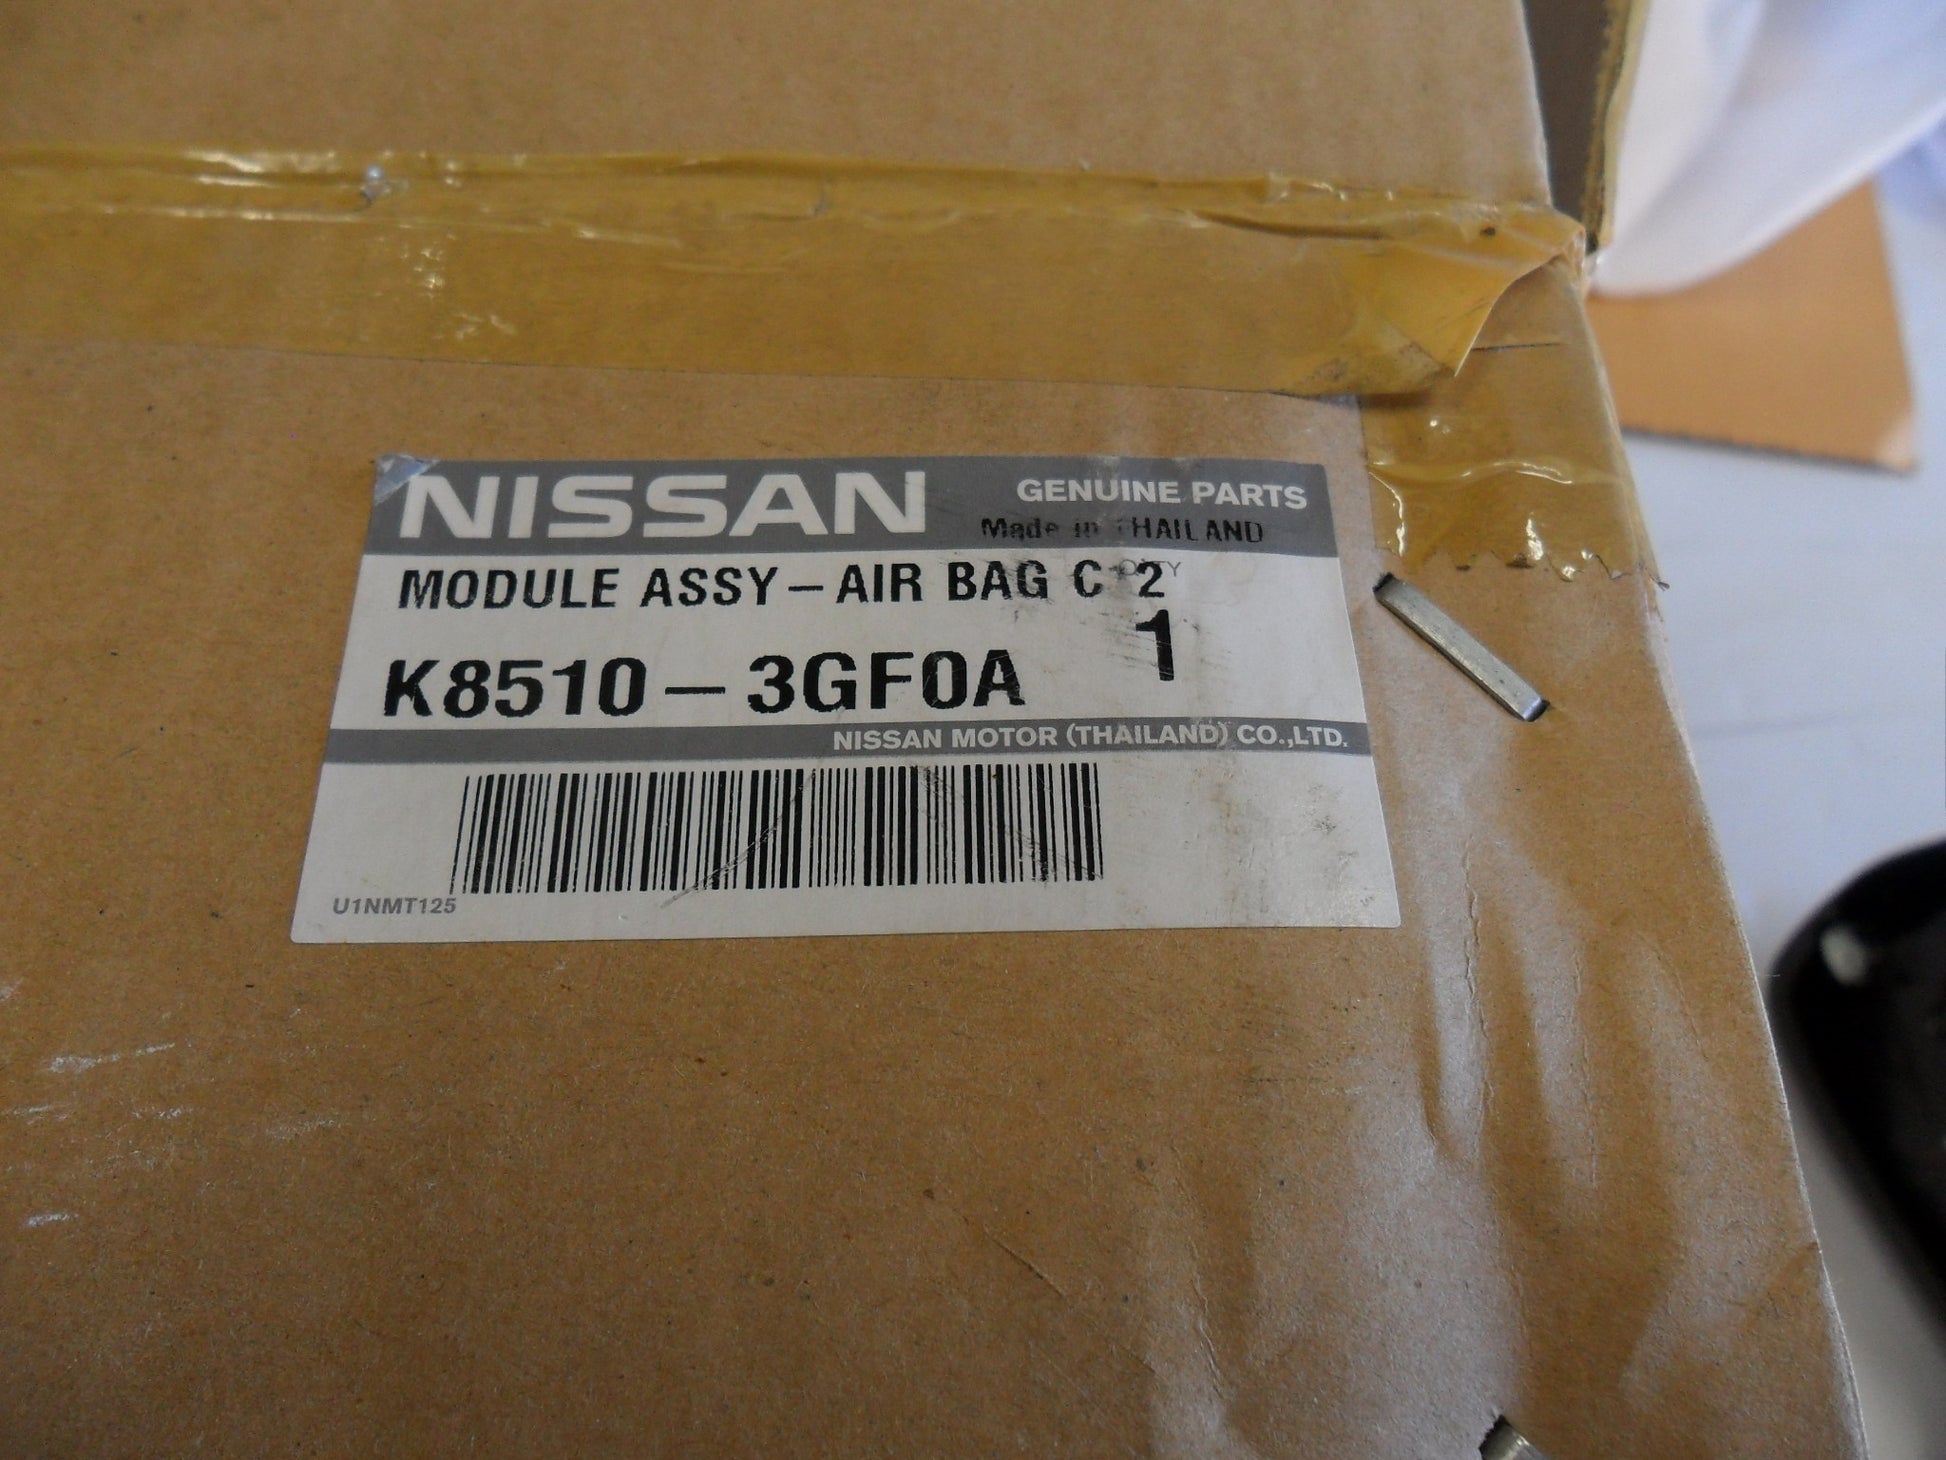 NISSAN GENUINE PARTS
Made in THAILAND
MODULE ASSY-AIR BAG C 2
K8510-3GF0A 1
NISSAN MOTOR (THAILAND) CO.,LTD.
U1NMT125